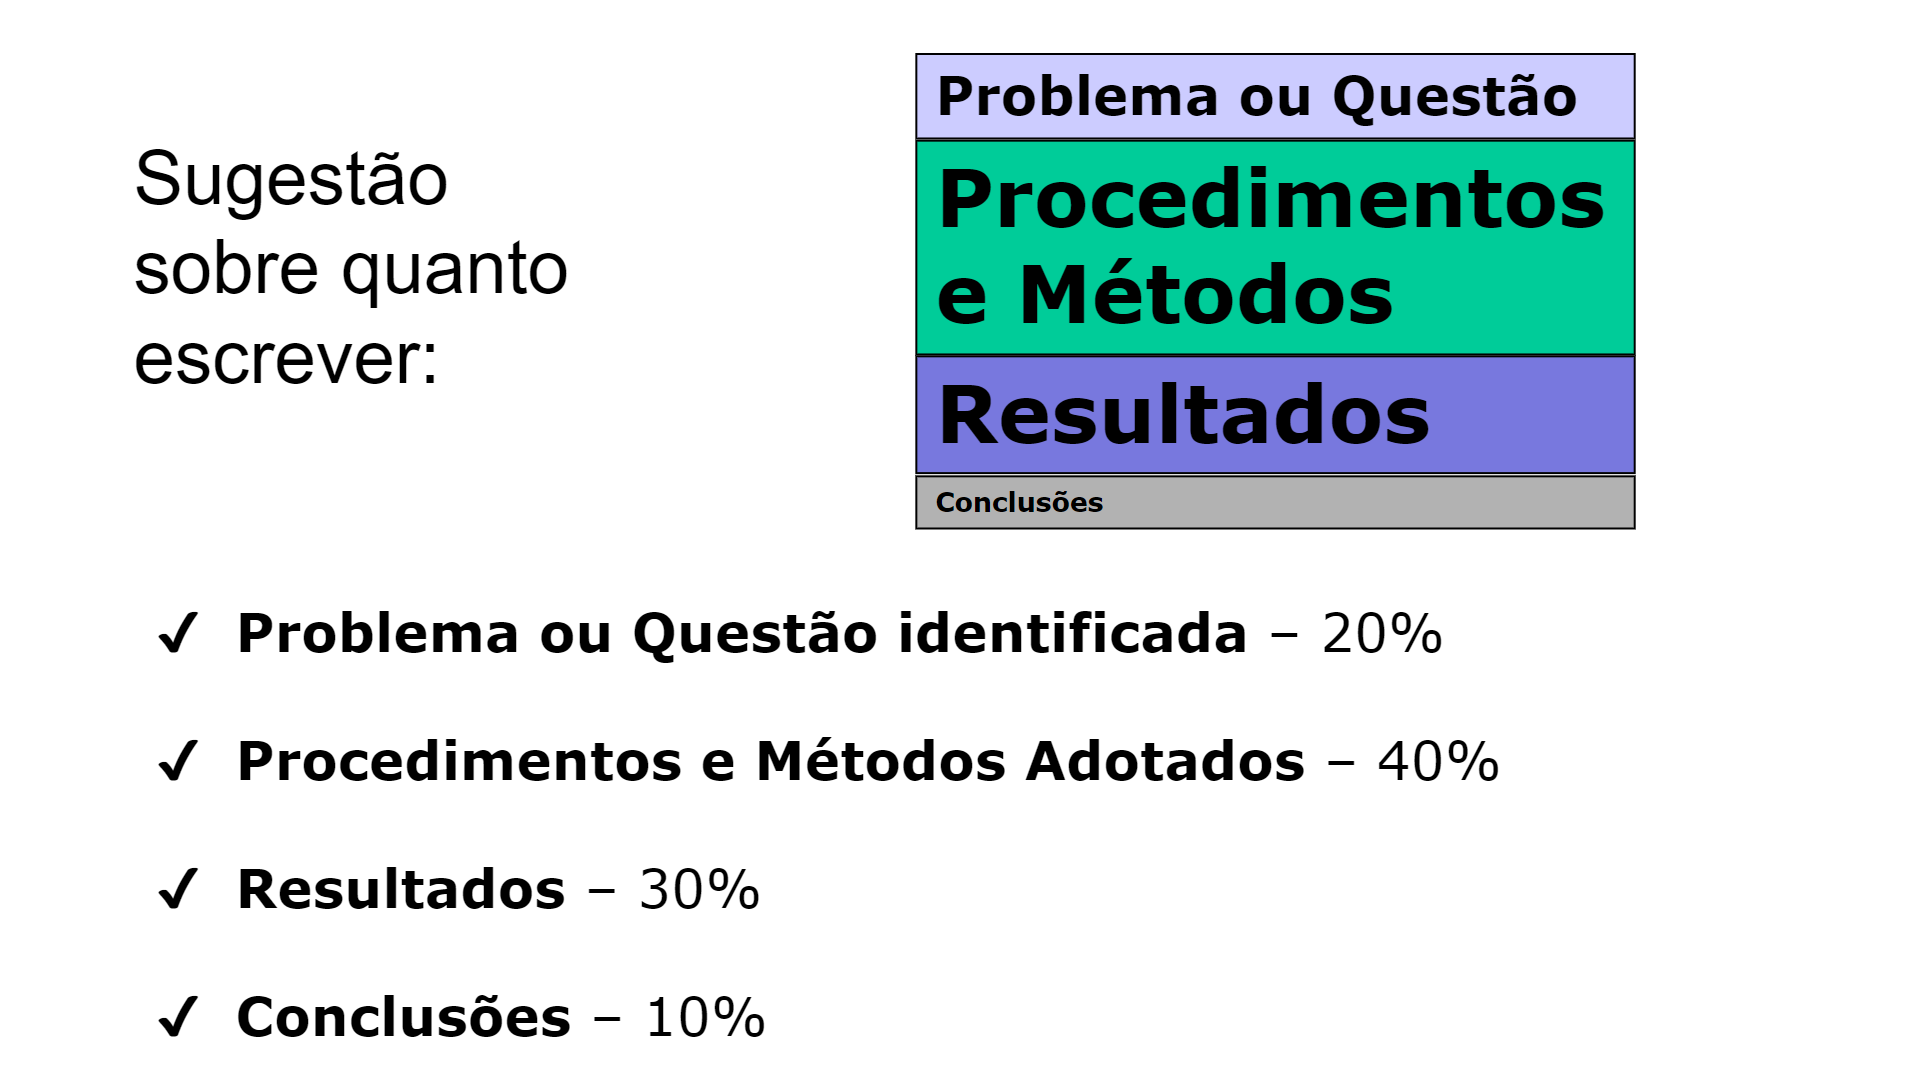 Sugestão
sobre quanto
escrever:
Problema ou Questão
Procedimentos
e Métodos
Resultados
Conclusões
✔ Problema ou Questão identificada – 20%
✔ Procedimentos e Métodos Adotados – 40%
✔ Resultados – 30%
✔ Conclusões – 10%